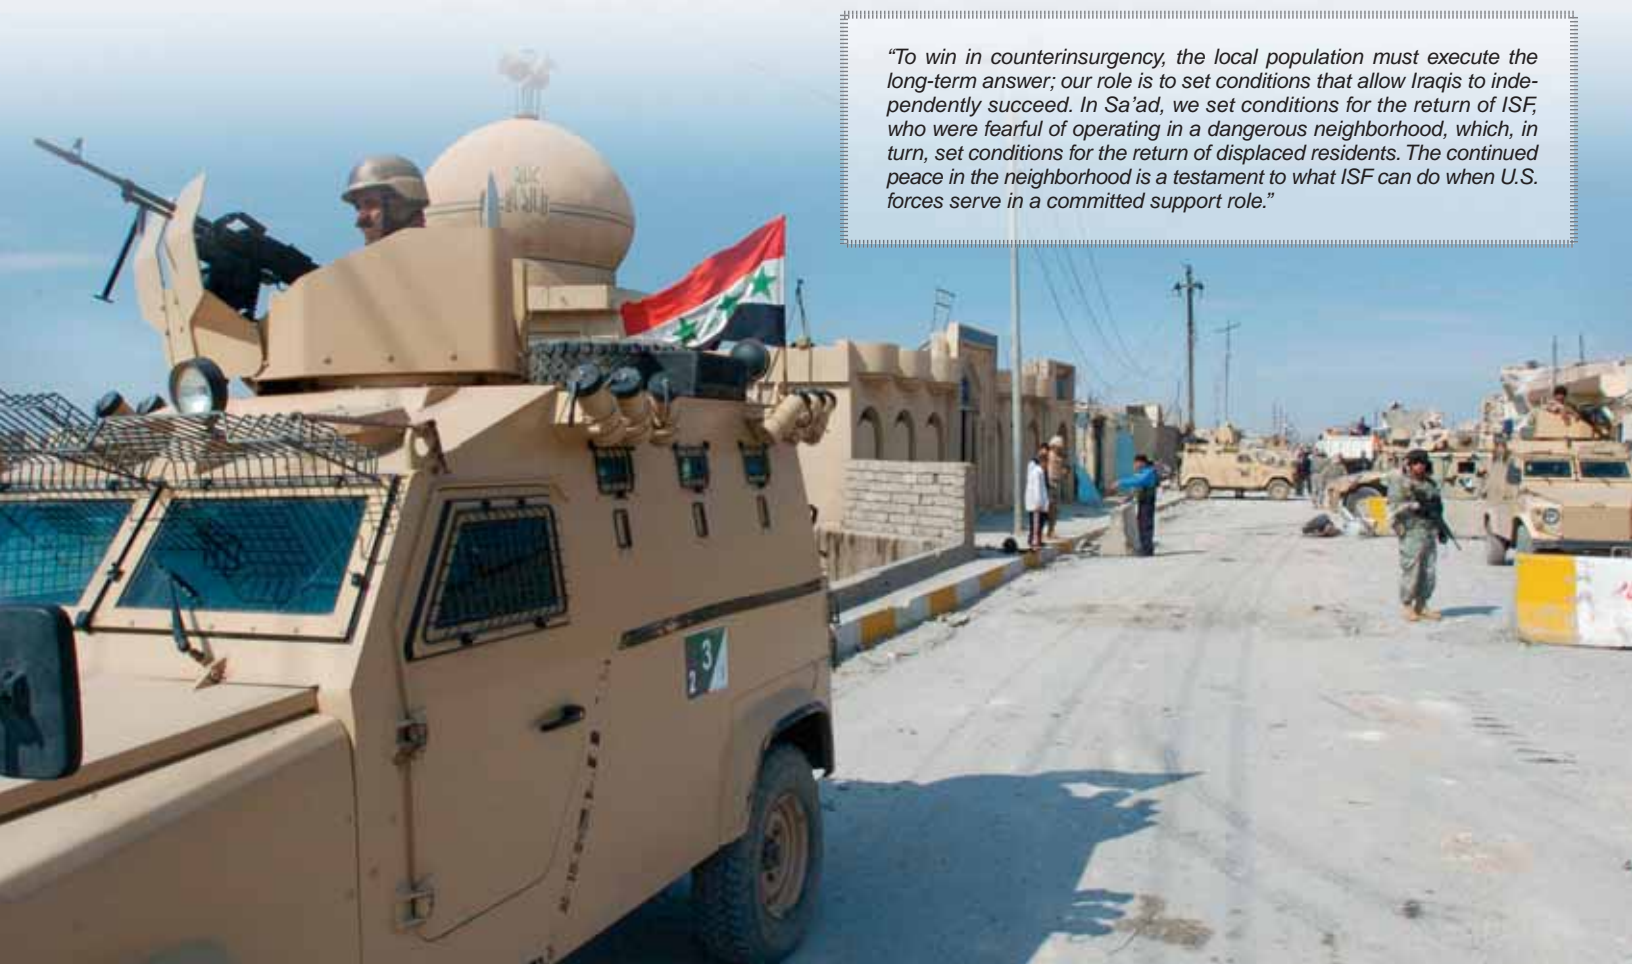 “To win in counterinsurgency, the local population must execute the
long-term answer; our role is to set conditions that allow Iraqis to inde-
pendently succeed. In Sa’ad, we set conditions for the return of ISF,
who were fearful of operating in a dangerous neighborhood, which, in
turn, set conditions for the return of displaced residents. The continued
peace in the neighborhood is a testament to what ISF can do when U.S.
forces serve in a committed support role.”
3
2
1